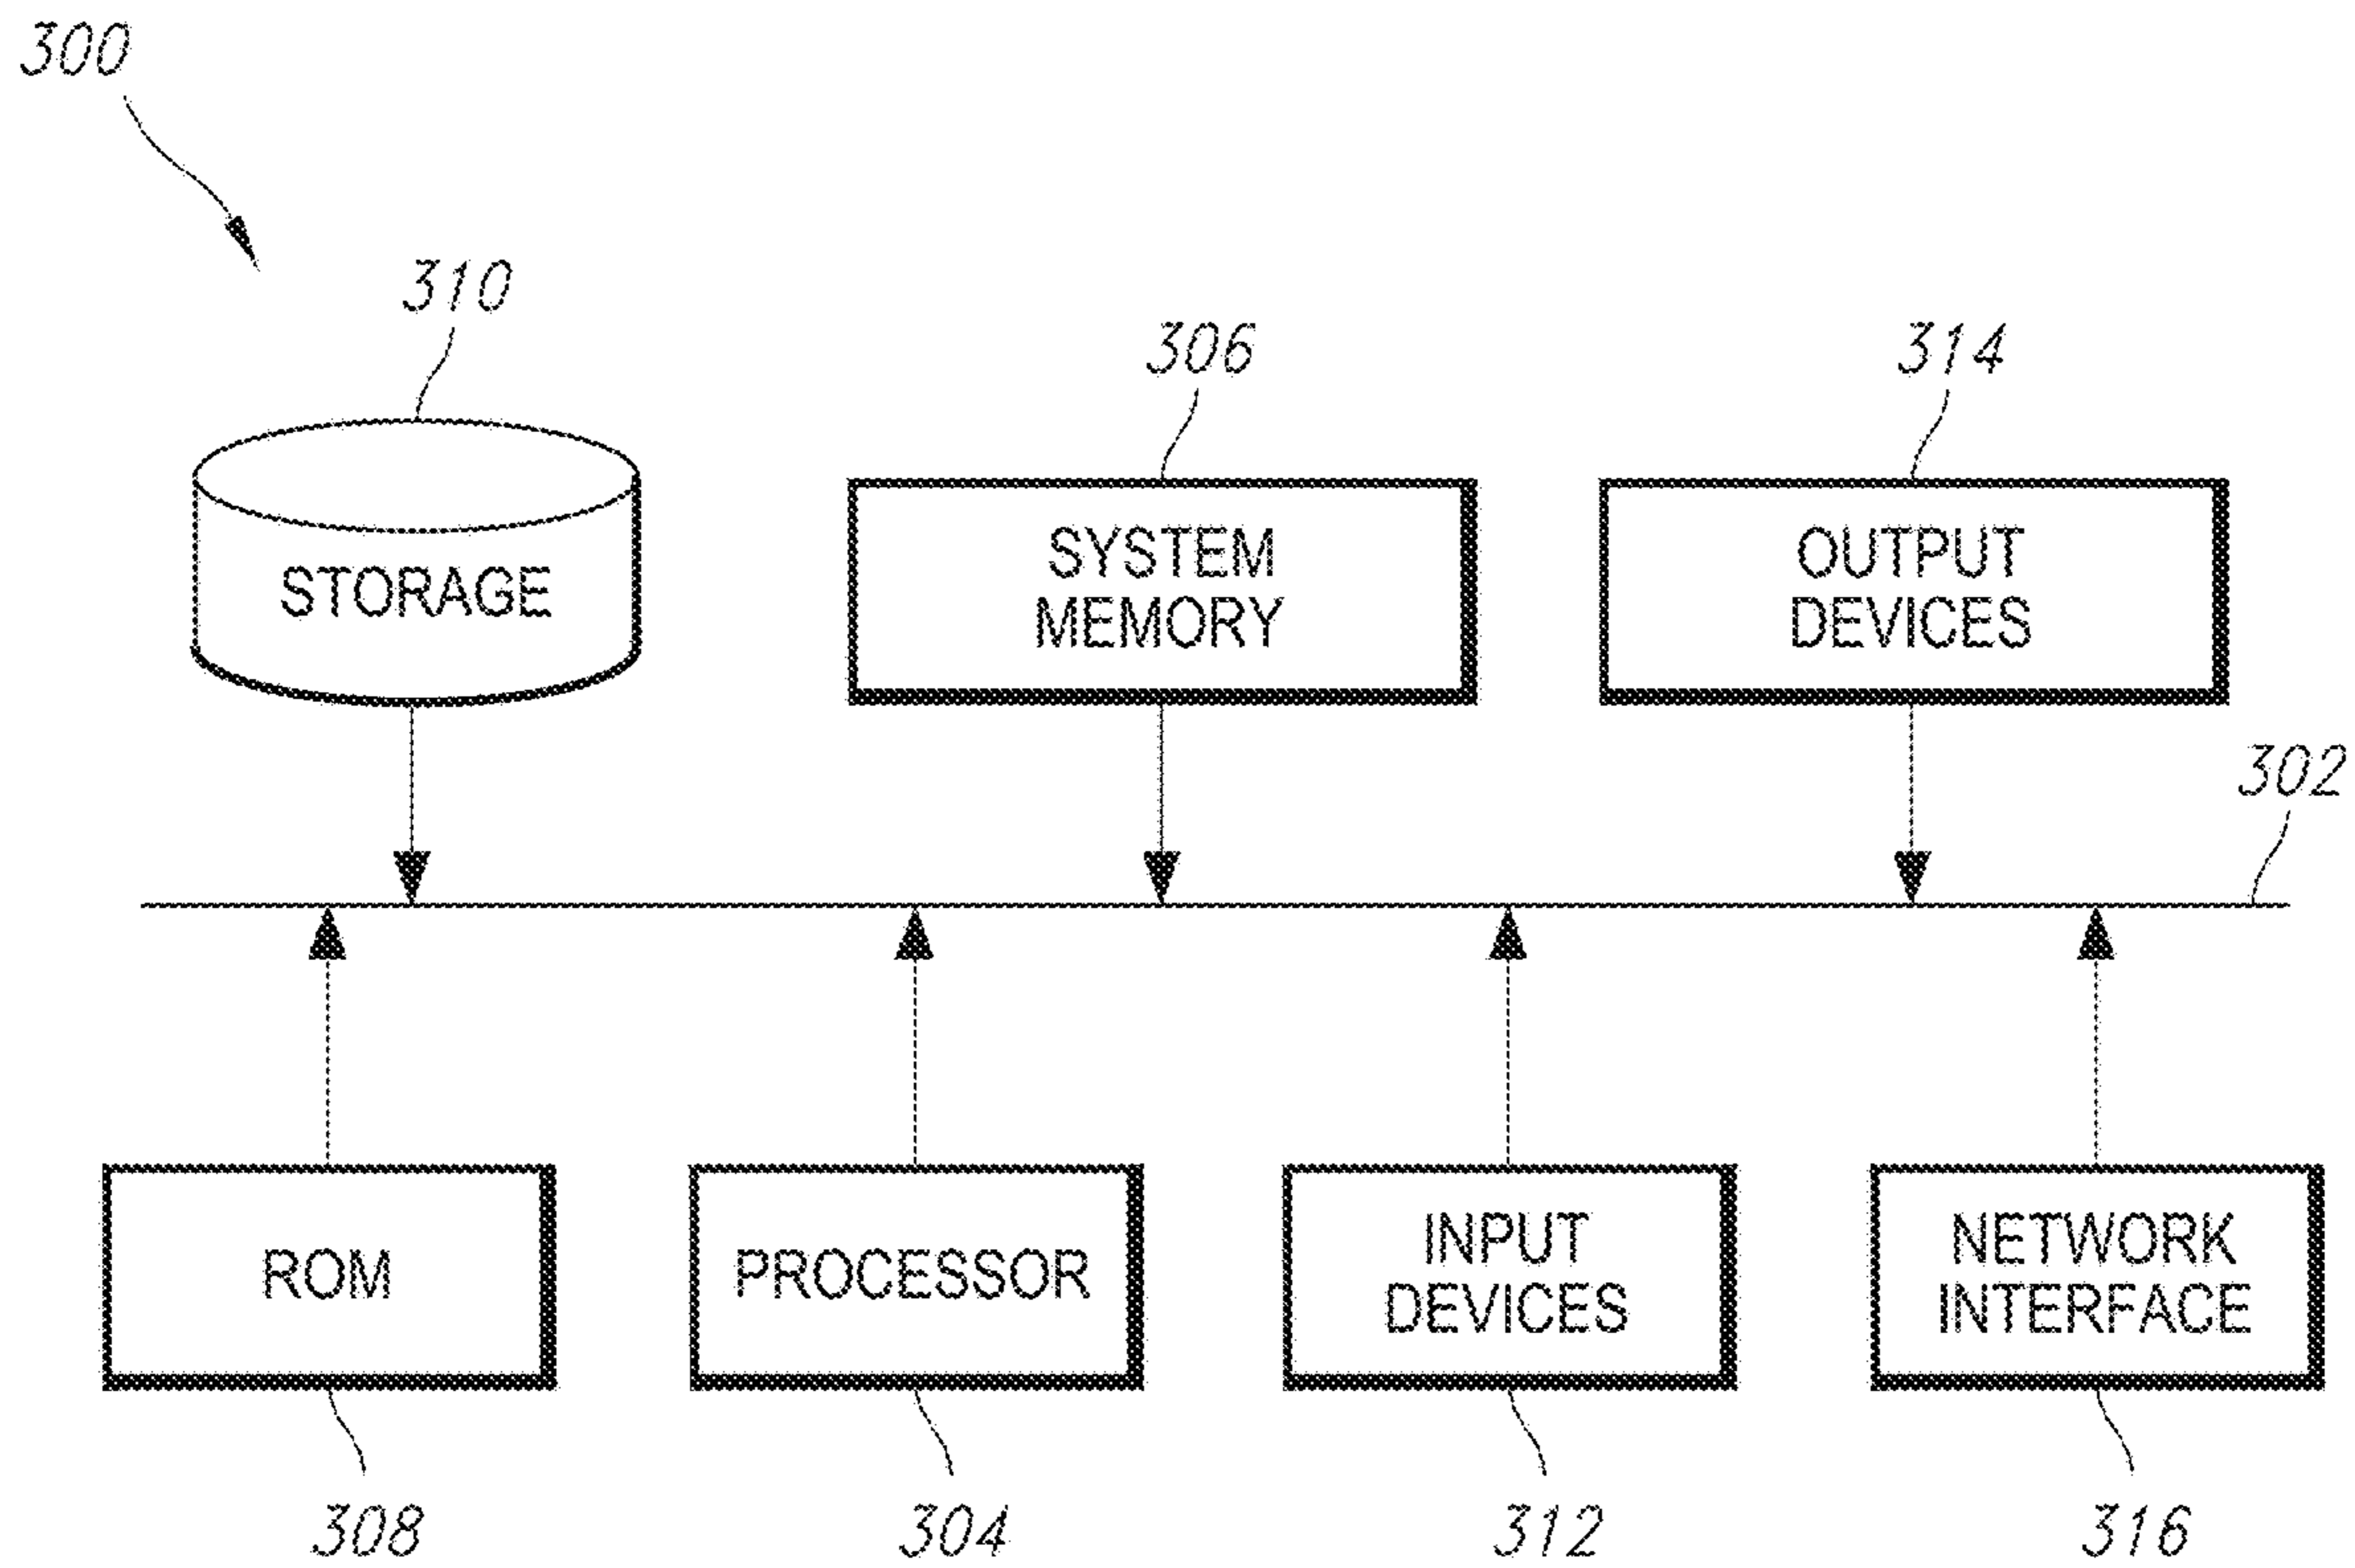 300
310
306
314
STORAGE
SYSTEM
MEMORY
OUTPUT
DEVICES
302
ROM
PROCESSOR
INPUT
DEVICES
NETWORK
INTERFACE
308
304
312
316